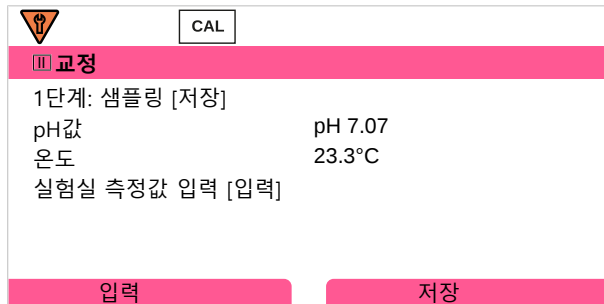 CAL
II 교정
1단계: 샘플링 [저장]
pH값 pH 7.07
온도 23.3°C
실험실 측정값 입력 [입력]
입력 저장